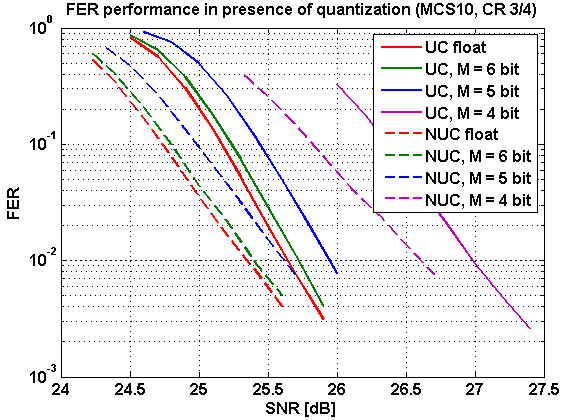 FER performance in presence of quantization (MCS10, CR 3/4)
10^0
10^-1
10^-2
10^-3
FER
UC float
UC, M = 6 bit
UC, M = 5 bit
UC, M = 4 bit
NUC float
NUC, M = 6 bit
NUC, M = 5 bit
NUC, M = 4 bit
24 24.5 25 25.5 26 26.5 27 27.5
SNR [dB]